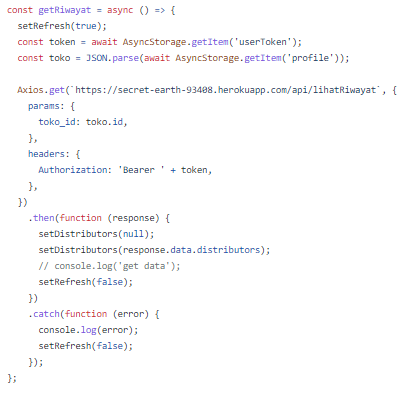 const getRiwayat = async () => {
  setRefresh(true);
  const token = await AsyncStorage.getItem('userToken');
  const toko = JSON.parse(await AsyncStorage.getItem('profile'));

  Axios.get(`https://secret-earth-93408.herokuapp.com/api/lihatRiwayat`, {
    params: {
      toko_id: toko.id,
    },
    headers: {
      Authorization: 'Bearer ' + token,
    },
  })
    .then(function (response) {
      setDistributors(null);
      setDistributors(response.data.distributors);
      // console.log('get data');
      setRefresh(false);
    })
    .catch(function (error) {
      console.log(error);
      setRefresh(false);
    });
};